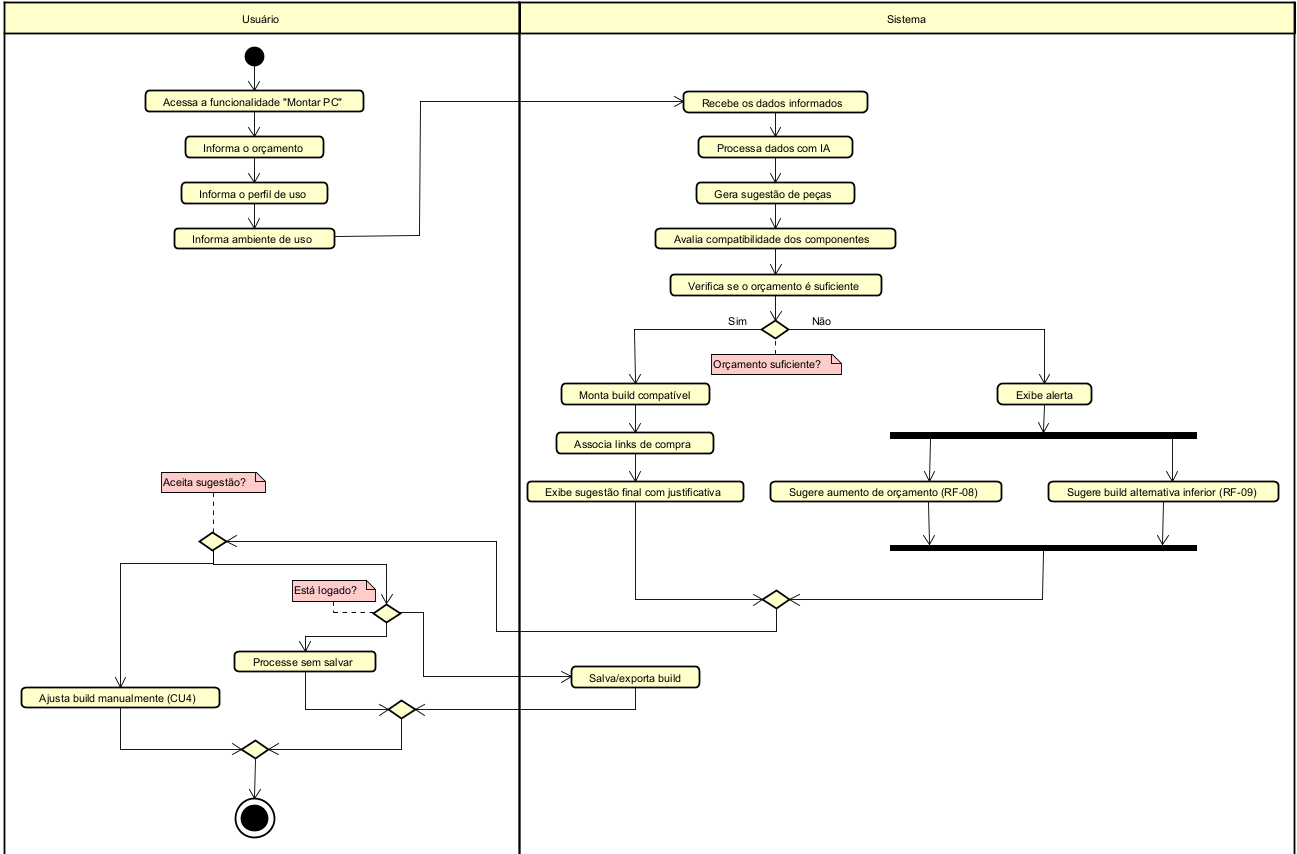 Usuário
Sistema
Acessa a funcionalidade "Montar PC"
Informa o orçamento
Informa o perfil de uso
Informa ambiente de uso
Recebe os dados informados
Processa dados com IA
Gera sugestão de peças
Avalia compatibilidade dos componentes
Verifica se o orçamento é suficiente
Sim
Não
Orçamento suficiente?
Monta build compatível
Exibe alerta
Associa links de compra
Exibe sugestão final com justificativa
Sugere aumento de orçamento (RF-08)
Sugere build alternativa inferior (RF-09)
Aceita sugestão?
Está logado?
Processe sem salvar
Salva/exporta build
Ajusta build manualmente (CU4)